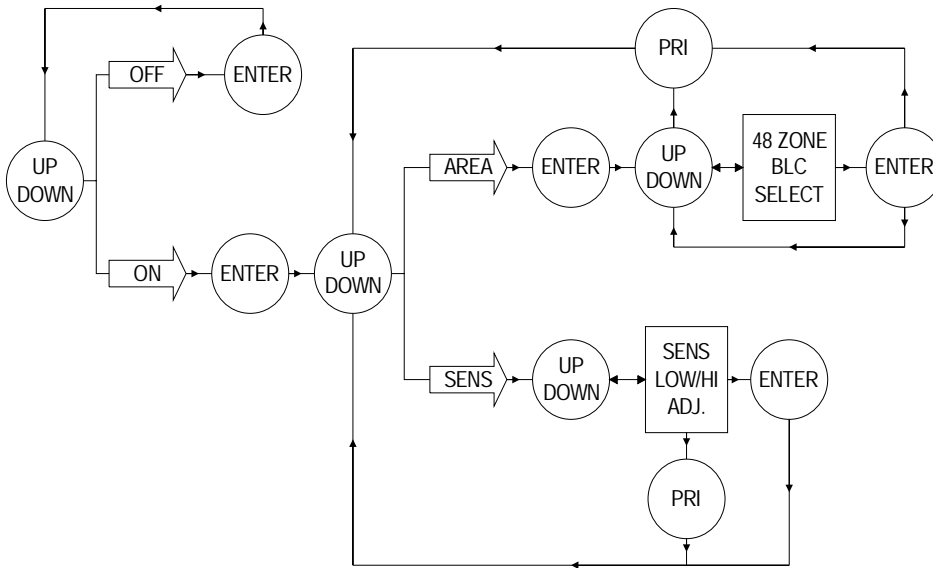 OFF
ENTER
UP
DOWN
ON
ENTER
UP
DOWN
PRI
AREA
ENTER
UP
DOWN
48 ZONE
BLC
SELECT
ENTER
SENS
UP
DOWN
SENS
LOW/HI
ADJ.
ENTER
PRI